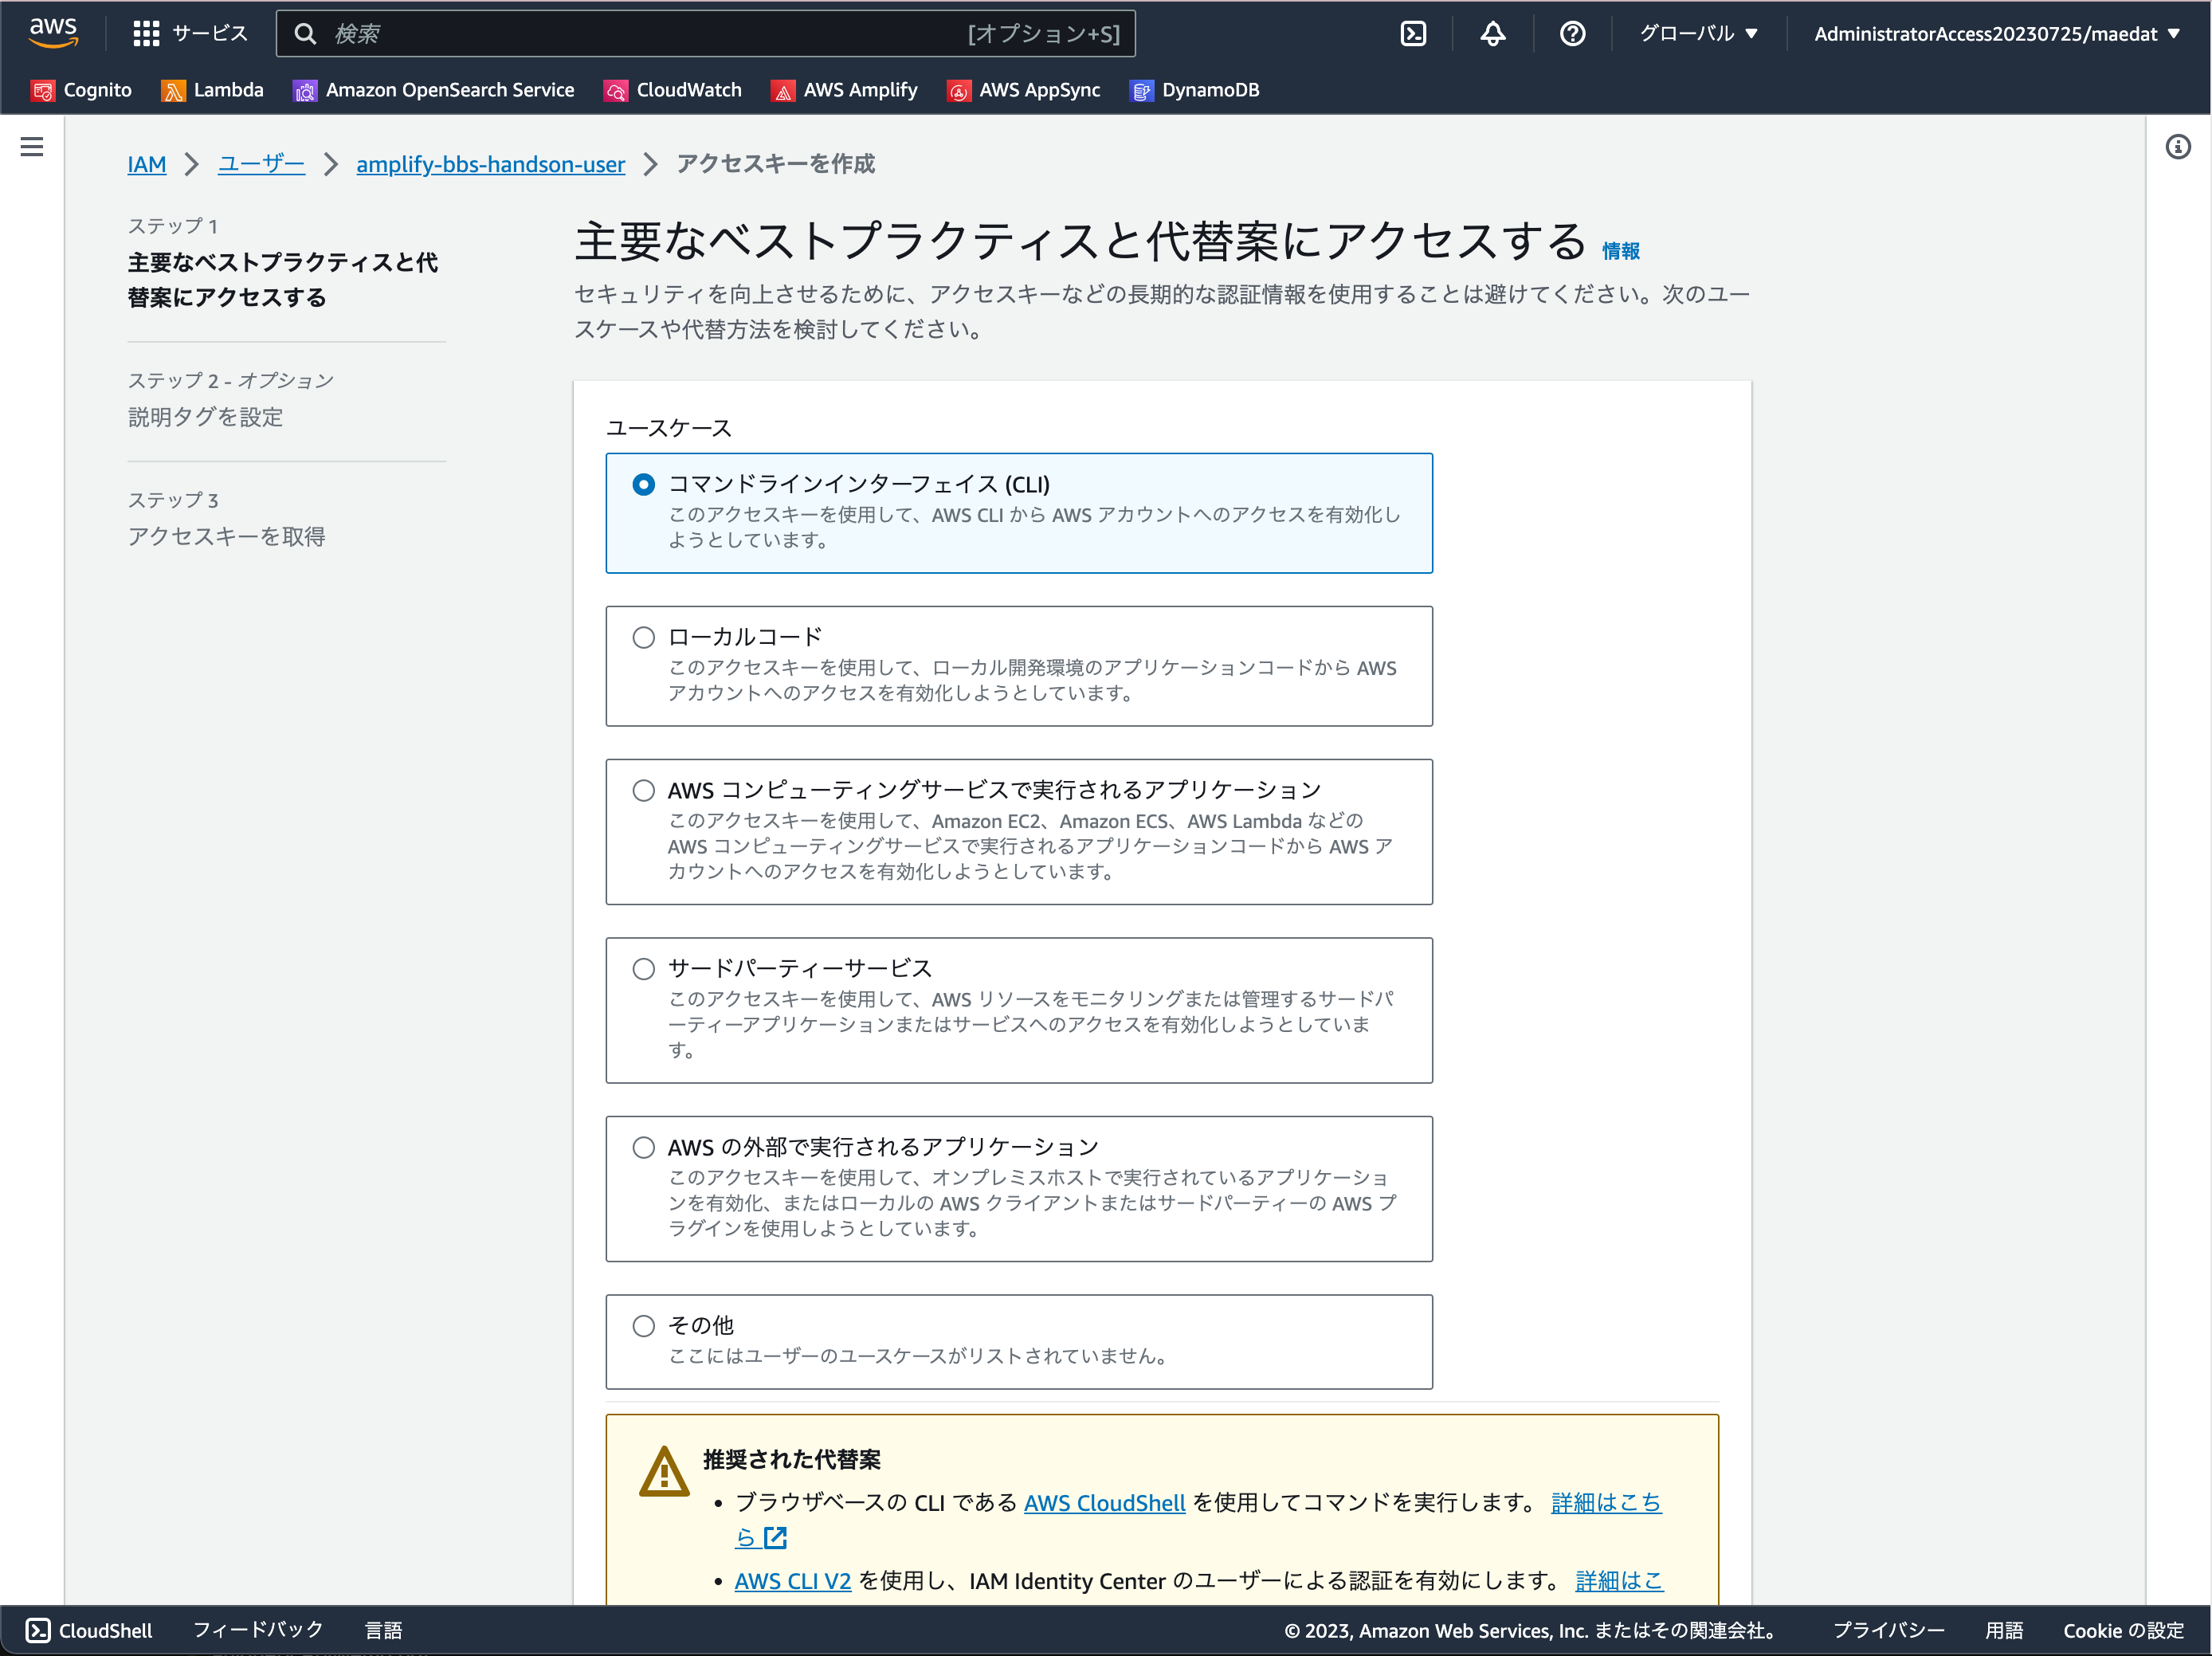 aws
サービス
検索
[オプション+S]
グローバル ▼
AdministratorAccess20230725/maedat ▼
Cognito
Lambda
Amazon OpenSearch Service
CloudWatch
AWS Amplify
AWS AppSync
DynamoDB
IAM
ユーザー
amplify-bbs-handson-user
アクセスキーを作成
ステップ 1
主要なベストプラクティスと代
替案にアクセスする
ステップ 2 - オプション
説明タグを設定
ステップ 3
アクセスキーを取得
主要なベストプラクティスと代替案にアクセスする 情報
セキュリティを向上させるために、アクセスキーなどの長期的な認証情報を使用することは避けてください。次のユー
スケースや代替方法を検討してください。
ユースケース
コマンドラインインターフェイス (CLI)
このアクセスキーを使用して、AWS CLI から AWS アカウントへのアクセスを有効化し
ようとしています。
ローカルコード
このアクセスキーを使用して、ローカル開発環境のアプリケーションコードから AWS
アカウントへのアクセスを有効化しようとしています。
AWS コンピューティングサービスで実行されるアプリケーション
このアクセスキーを使用して、Amazon EC2、Amazon ECS、AWS Lambda などの
AWS コンピューティングサービスで実行されるアプリケーションコードから AWS ア
カウントへのアクセスを有効化しようとしています。
サードパーティーサービス
このアクセスキーを使用して、AWS リソースをモニタリングまたは管理するサードパ
ーティーアプリケーションまたはサービスへのアクセスを有効化しようとしていま
す。
AWS の外部で実行されるアプリケーション
このアクセスキーを使用して、オンプレミスホストで実行されているアプリケーショ
ンを有効化、またはローカルの AWS クライアントまたはサードパーティーの AWS プ
ラグインを使用しようとしています。
その他
ここにはユーザーのユースケースがリストされていません。
推奨された代替案
• ブラウザベースの CLI である AWS CloudShell を使用してコマンドを実行します。 詳細はこち
ら
• AWS CLI V2 を使用し、IAM Identity Center のユーザーによる認証を有効にします。 詳細はこ
CloudShell
フィードバック
言語
© 2023, Amazon Web Services, Inc. またはその関連会社。
プライバシー
用語
Cookie の設定